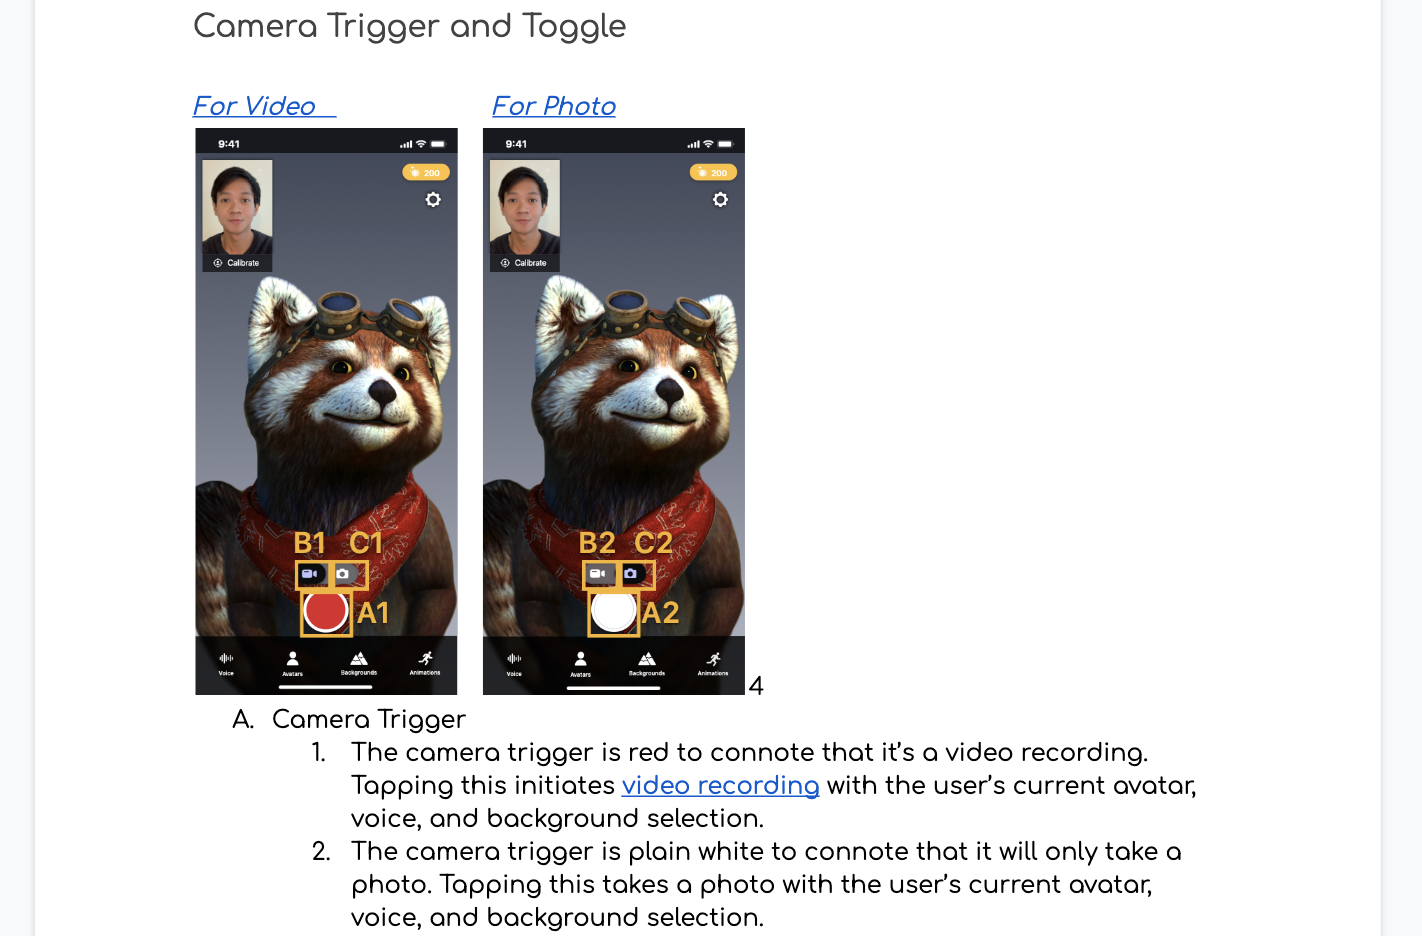 Camera Trigger and Toggle
For Video For Photo
9:41 9:41
200 200
Calibrate Calibrate
B1 C1 B2 C2
A1 A2
Voice Avatars Backgrounds Animations Voice Avatars Backgrounds Animations
4
A. Camera Trigger
1. The camera trigger is red to connote that it’s a video recording.
Tapping this initiates video recording with the user’s current avatar,
voice, and background selection.
2. The camera trigger is plain white to connote that it will only take a
photo. Tapping this takes a photo with the user’s current avatar,
voice, and background selection.